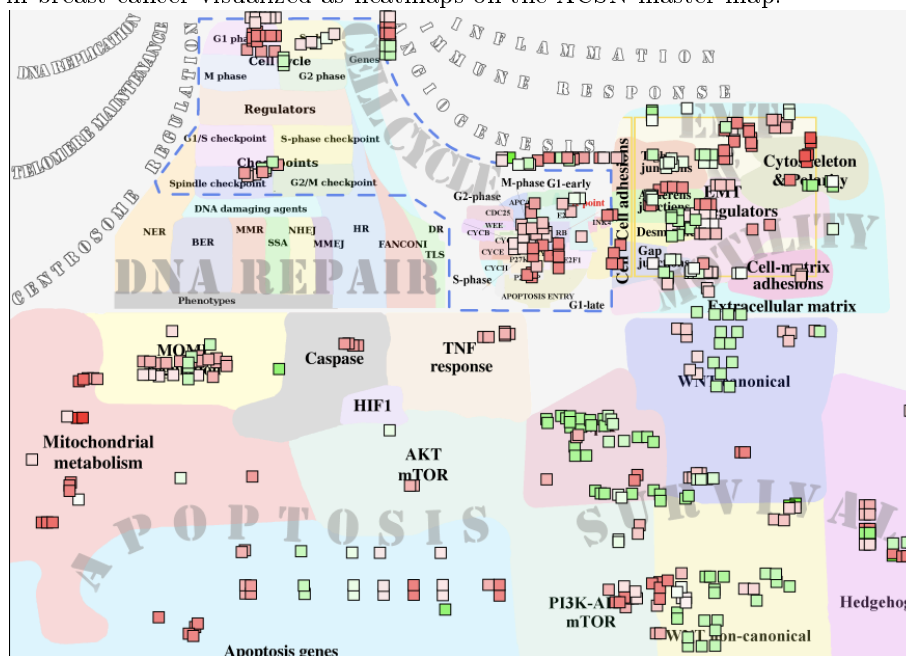 in breast cancer visualized as heatmaps on the ACSN master map.
DNA REPLICATION
TELOMERE MAINTENANCE
CENTROSOME REGULATION
CELL CYCLE
ANGIOGENESIS
IMMUNE RESPONSE
INFLAMMATION
Cell Cycle
Genes
M phase
G2 phase
Regulators
G1/S checkpoint
S-phase checkpoint
Checkpoints
Spindle checkpoint
G2/M checkpoint
DNA damaging agents
NER
BER
MMR
SSA
NHEJ
MMEJ
HR
FANCONI
DR
TLS
DNA REPAIR
Phenotypes
M-phase
G1-early
G2-phase
CDC25
WEE
CYCB
CYCE
CYCH
RB
E2F1
S-phase
APOPTOSIS ENTRY
G1-late
Cell adhesions
EMT
MOTILITY
Cytoskeleton
& Polarity
EMT
regulators
Gap
Cell-matrix
adhesions
Extracellular matrix
Caspase
TNF
response
HIF1
Mitochondrial
metabolism
AKT
mTOR
WNT canonical
APOPTOSIS
SURVIVAL
PI3K-AKT
mTOR
WNT non-canonical
Hedgehog
Apoptosis genes